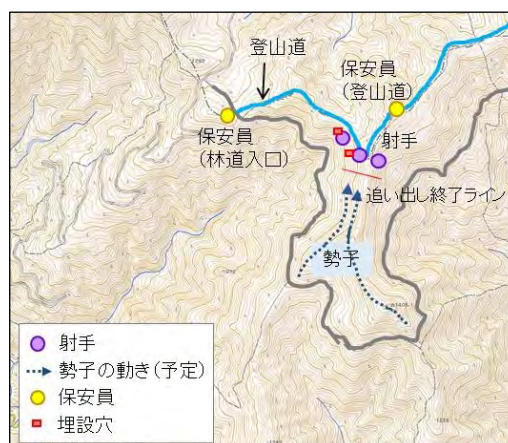 登山道
保安員
(登山道)
保安員
(林道入口)
射手
追い出し終了ライン
勢子
射手
勢子の動き(予定)
保安員
埋設穴